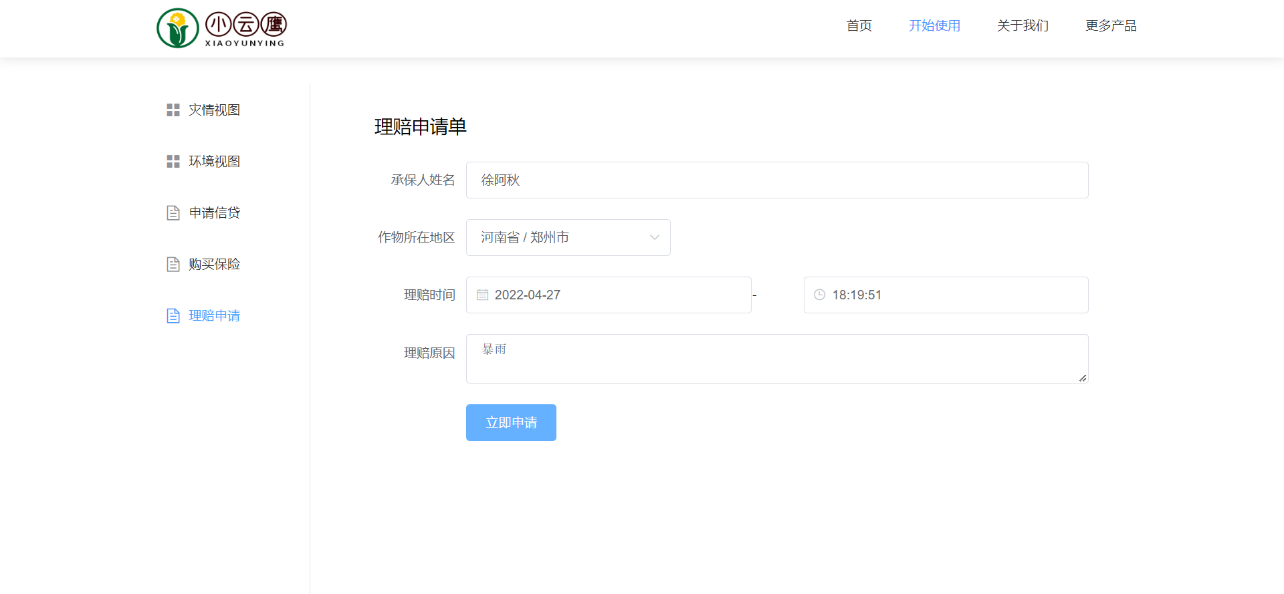 小云鹰
XIAOYUNYING
首页 开始使用 关于我们 更多产品
灾情视图
环境视图
申请信贷
购买保险
理赔申请
理赔申请单
承保人姓名 徐阿秋
作物所在地区 河南省 / 郑州市
理赔时间 2022-04-27 - 18:19:51
理赔原因 暴雨
立即申请